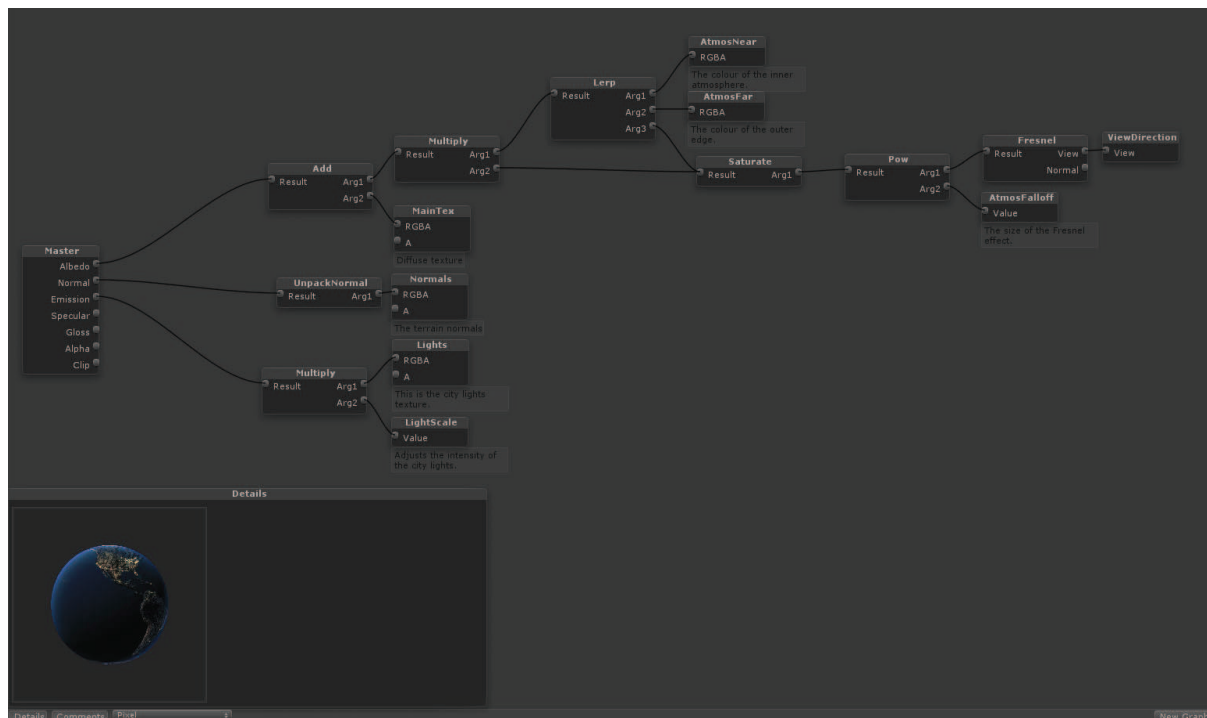 AtmosNear
RGBA
The colour of the inner
atmosphere.
AtmosFar
RGBA
The colour of the outer
edge.
Lerp
Result Arg1
Arg2
Arg3
Multiply
Result Arg1
Arg2
Saturate
Result Arg1
Pow
Result Arg1
Arg2
Fresnel
Result View
Normal
ViewDirection
View
AtmosFalloff
Value
The size of the Fresnel
effect.
Add
Result Arg1
Arg2
MainTex
RGBA
A
Diffuse texture
Master
Albedo
Normal
Emission
Specular
Gloss
Alpha
Clip
UnpackNormal
Result Arg1
Normals
RGBA
A
The terrain normals
Multiply
Result Arg1
Arg2
Lights
RGBA
A
This is the city lights
texture.
LightScale
Value
Adjusts the intensity of
the city lights.
Details
Details Comments Pixel New Graph